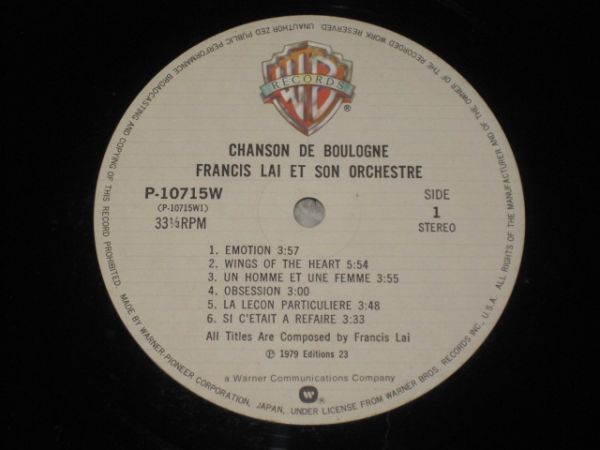 WB
RECORDS
®
CHANSON DE BOULOGNE
FRANCIS LAI ET SON ORCHESTRE
P-10715W
(P-10715W1)
33⅓RPM
SIDE
1
STEREO
1. EMOTION 3:57
2. WINGS OF THE HEART 5:54
3. UN HOMME ET UNE FEMME 3:55
4. OBSESSION 3:00
5. LA LECON PARTICULIERE 3:48
6. SI C'ETAIT A REFAIRE 3:33
All Titles Are Composed by Francis Lai
℗ 1979 Editions 23
a Warner Communications Company
W®
MADE BY WARNER-PIONEER CORPORATION, JAPAN, UNDER LICENSE FROM WARNER BROS. RECORDS INC., U.S.A. ALL RIGHTS OF THE MANUFACTURER AND OF THE OWNER OF THE RECORDED WORK RESERVED. UNAUTHORIZED PUBLIC PERFORMANCE BROADCASTING AND COPYING OF THIS RECORD PROHIBITED.